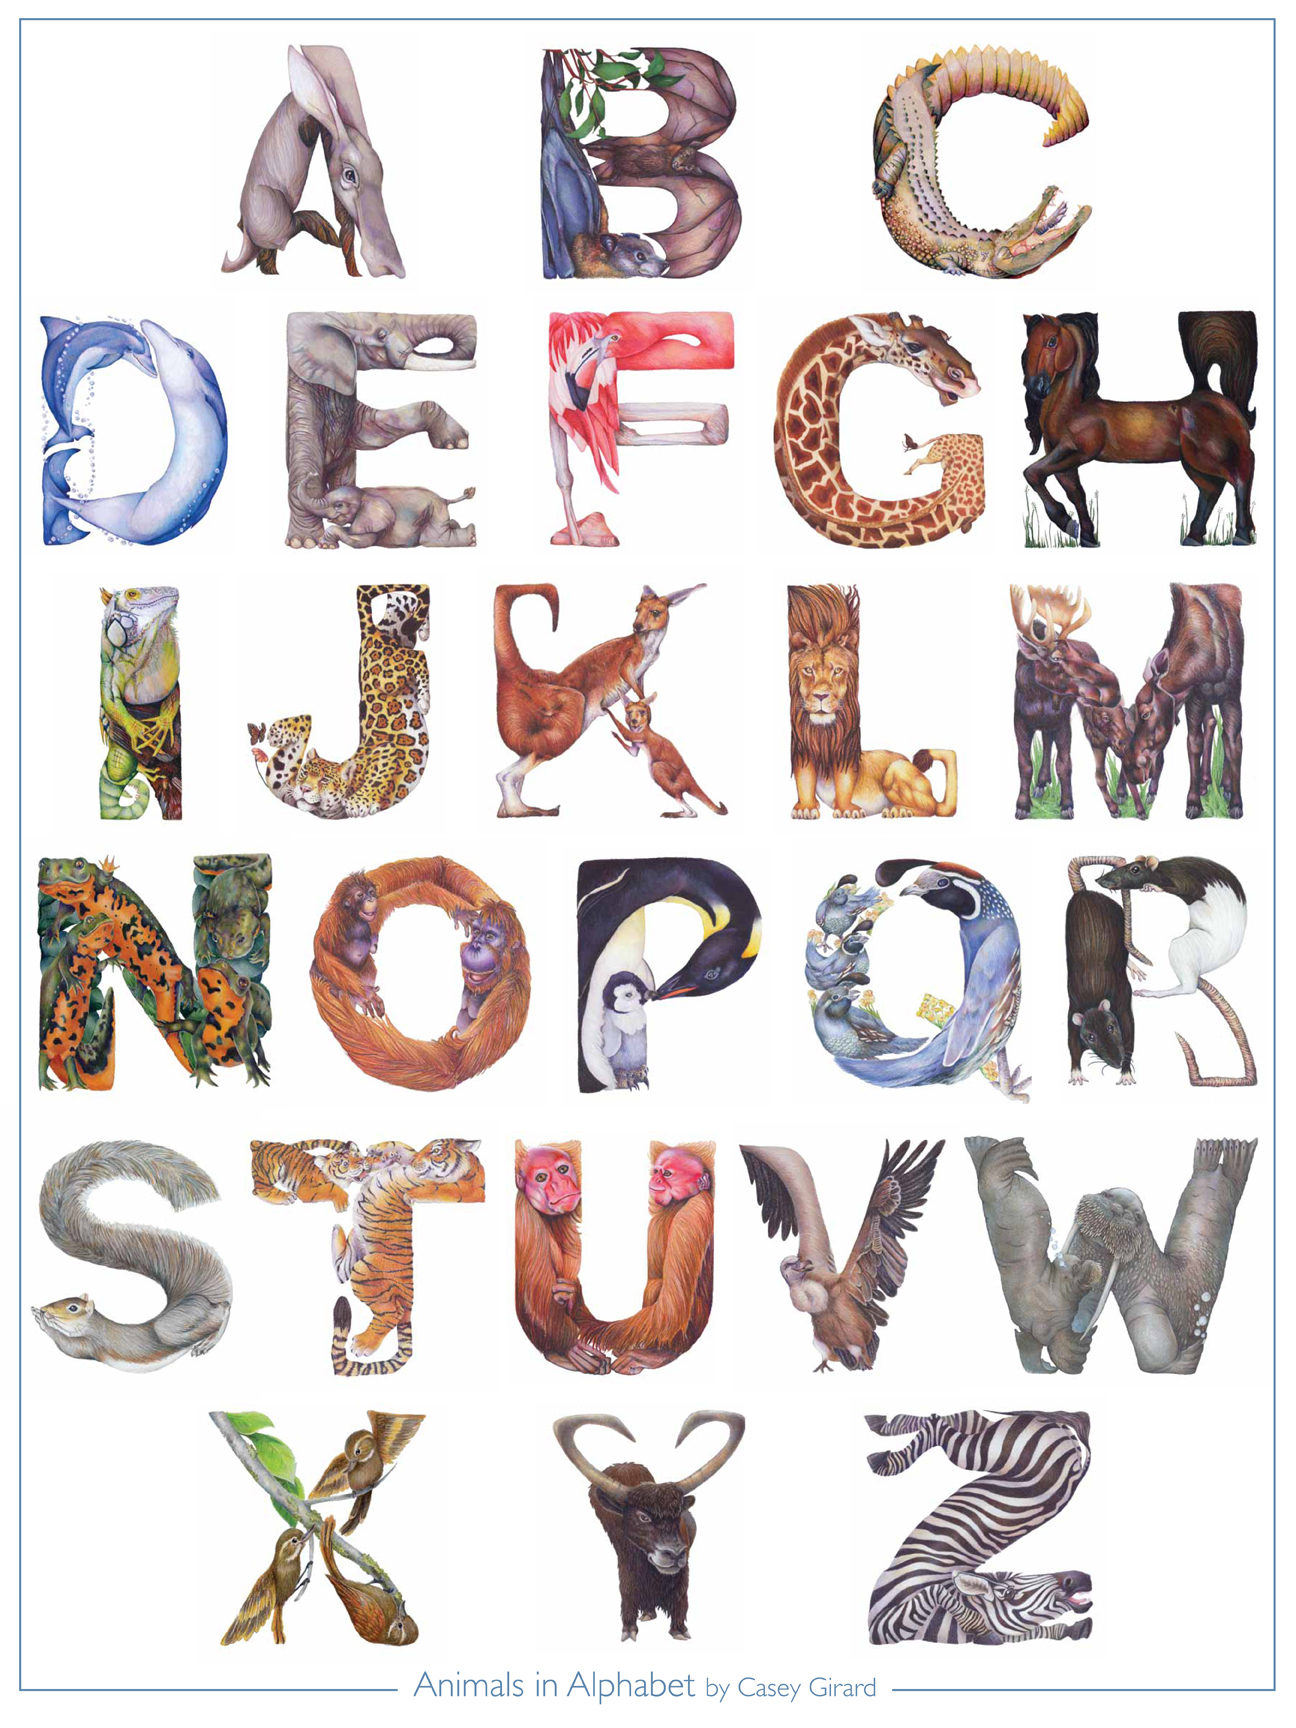 A B C
D E F G H
I J K L M
N O P Q R
S T U V W
X Y Z
Animals in Alphabet by Casey Girard